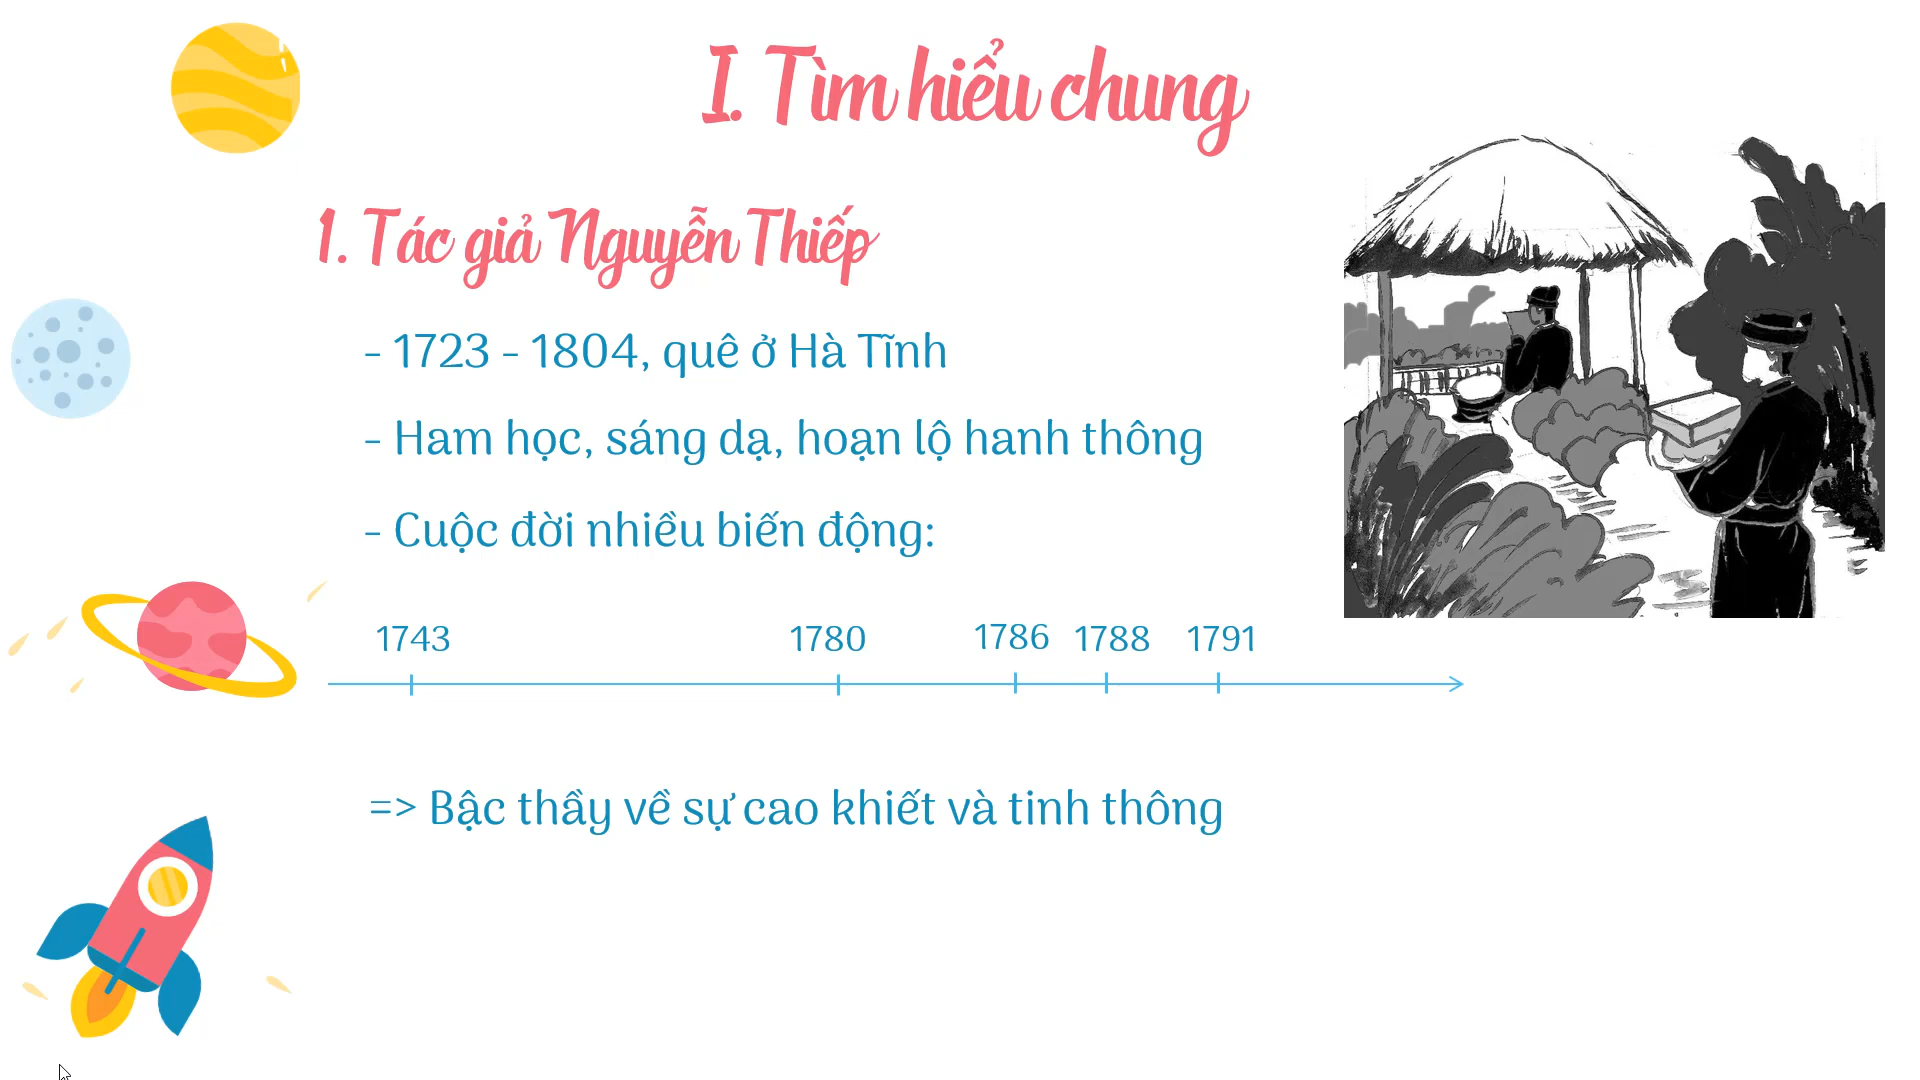 I. Tìm hiểu chung
1. Tác giả Nguyễn Thiếp
- 1723 - 1804, quê ở Hà Tĩnh
- Ham học, sáng dạ, hoạn lộ hanh thông
- Cuộc đời nhiều biến động:
1743 1780 1786 1788 1791
=> Bậc thầy về sự cao khiết và tinh thông